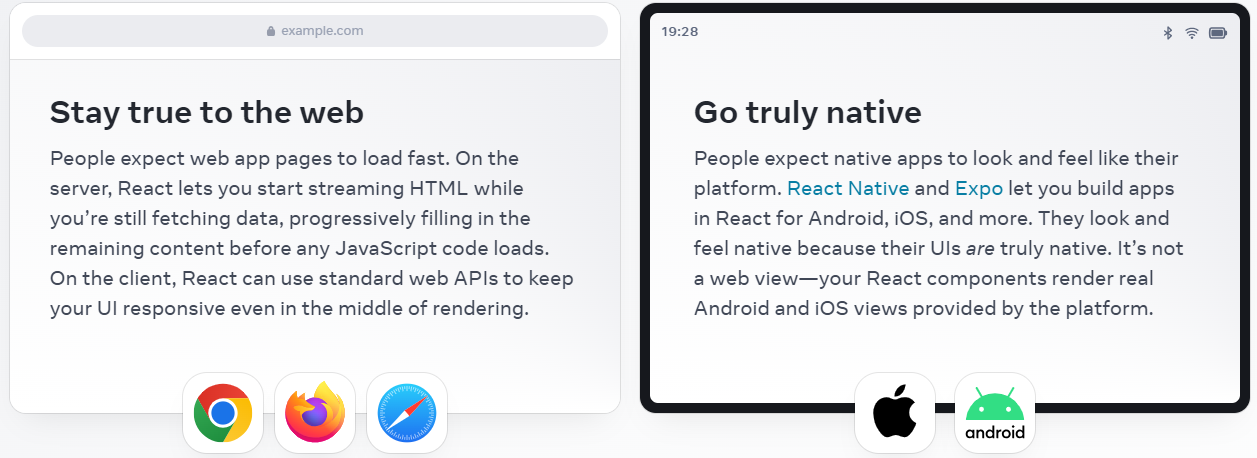 example.com
Stay true to the web
People expect web app pages to load fast. On the
server, React lets you start streaming HTML while
you’re still fetching data, progressively filling in the
remaining content before any JavaScript code loads.
On the client, React can use standard web APIs to keep
your UI responsive even in the middle of rendering.
19:28
Go truly native
People expect native apps to look and feel like their
platform. React Native and Expo let you build apps
in React for Android, iOS, and more. They look and
feel native because their UIs are truly native. It’s not
a web view—your React components render real
Android and iOS views provided by the platform.
android